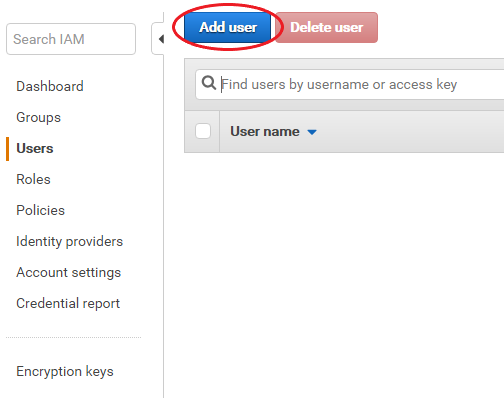 Search IAM
Dashboard
Groups
Users
Roles
Policies
Identity providers
Account settings
Credential report
Encryption keys
Add user
Delete user
Find users by username or access key
User name